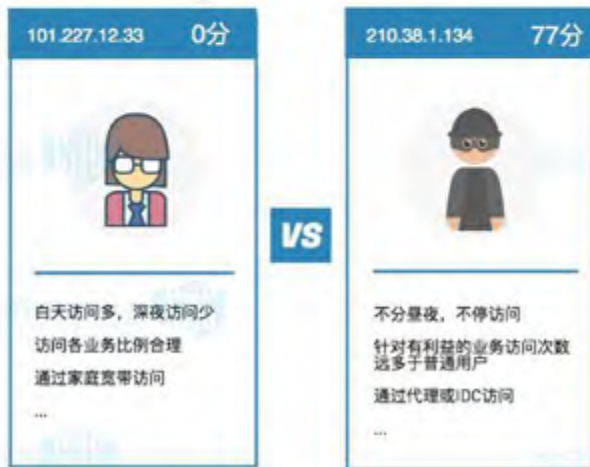 101.227.12.33 0分
白天访问多，深夜访问少
访问各业务比例合理
通过家庭宽带访问
...
VS
210.38.1.134 77分
不分昼夜，不停访问
针对有利益的业务访问次数
远多于普通用户
通过代理或IDC访问
...